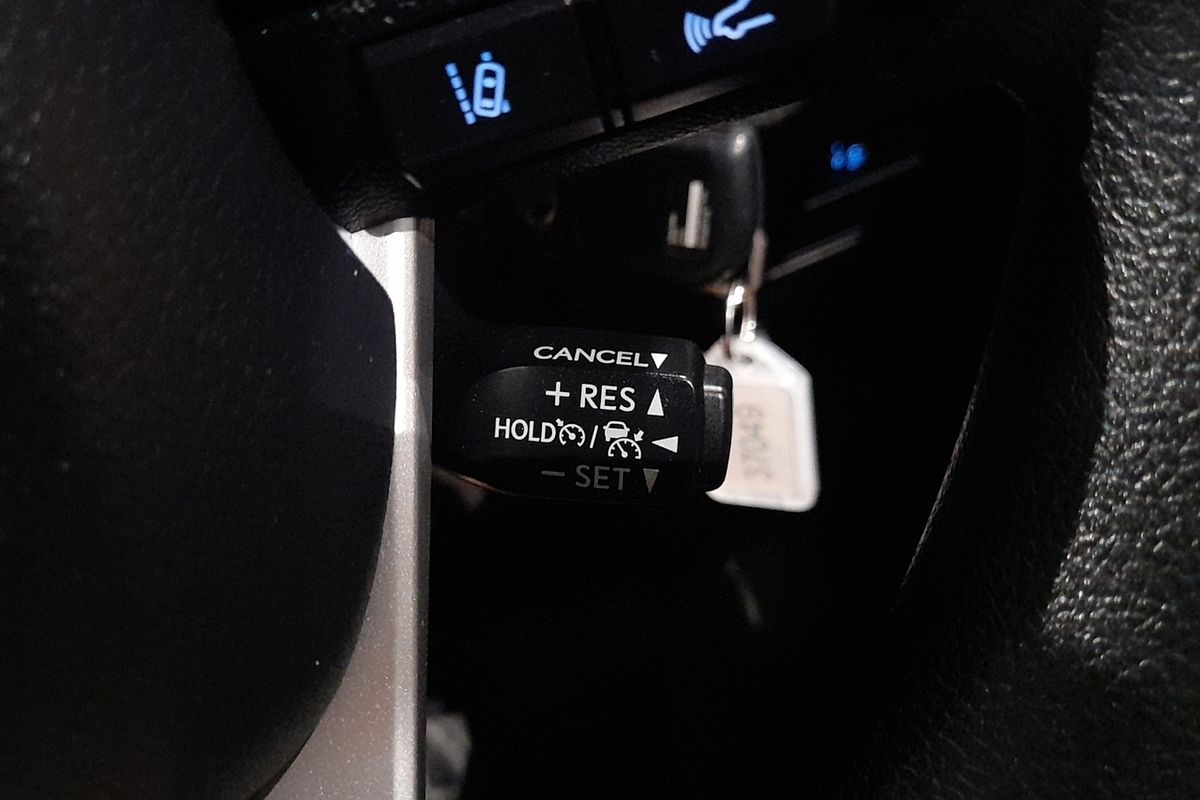 CANCEL▼
+ RES ▲
HOLD / ◄
− SET ▼